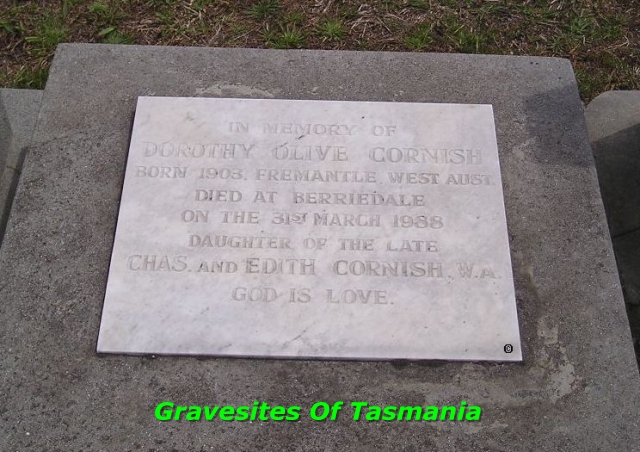 IN MEMORY OF
DOROTHY OLIVE CORNISH
BORN 1903. FREMANTLE, WEST AUST.
DIED AT BERRIEDALE
ON THE 31ST MARCH 1988
DAUGHTER OF THE LATE
CHAS. AND EDITH CORNISH, W.A.
GOD IS LOVE.
Gravesites Of Tasmania